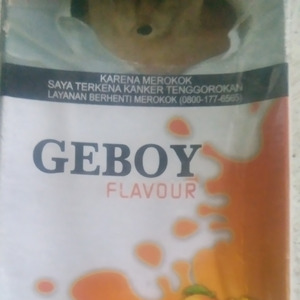 KARENA MEROKOK
SAYA TERKENA KANKER TENGGOROKAN
LAYANAN BERHENTI MEROKOK (0800-177-6565)
GEBOY
FLAVOUR